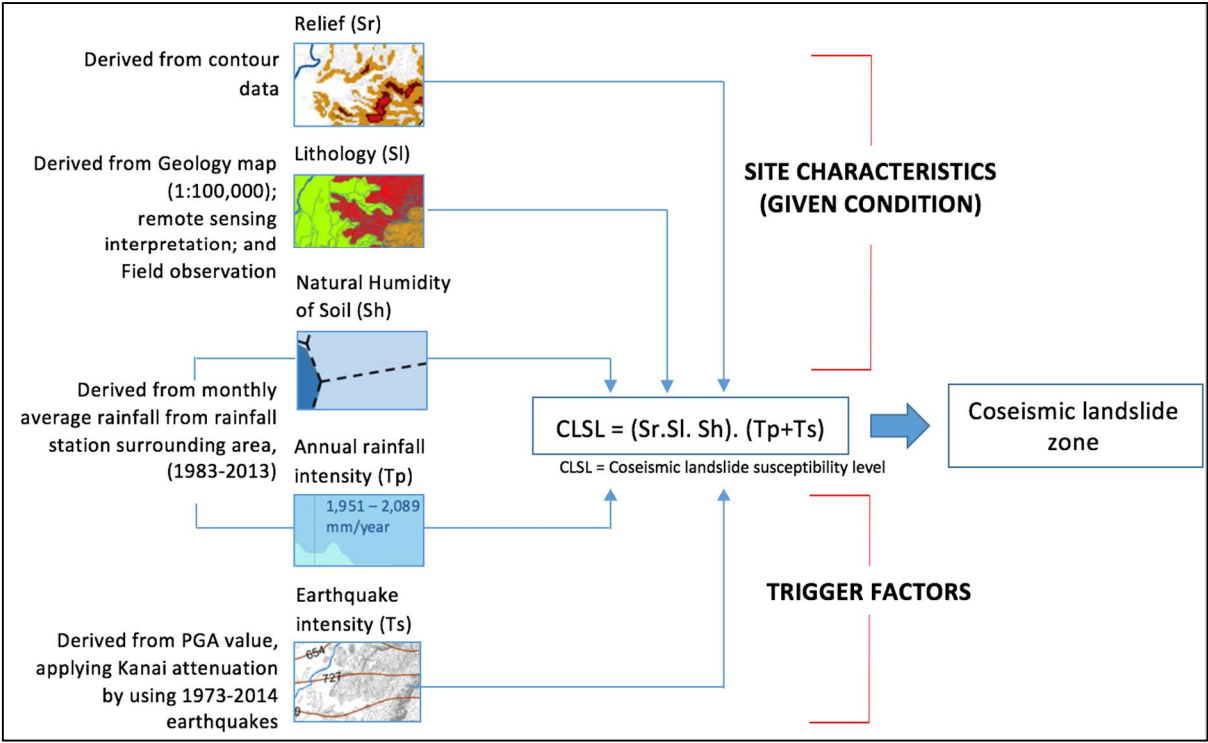 Relief (Sr)
Derived from contour
data
Lithology (Sl)
Derived from Geology map
(1:100,000);
remote sensing
interpretation; and
Field observation
Natural Humidity
of Soil (Sh)
Derived from monthly
average rainfall from rainfall
station surrounding area,
(1983-2013)
Annual rainfall
intensity (Tp)
1,951 – 2,089
mm/year
Earthquake
intensity (Ts)
Derived from PGA value,
applying Kanai attenuation
by using 1973-2014
earthquakes
654
727
SITE CHARACTERISTICS
(GIVEN CONDITION)
CLSL = (Sr.Sl. Sh). (Tp+Ts)
CLSL = Coseismic landslide susceptibility level
Coseismic landslide
zone
TRIGGER FACTORS